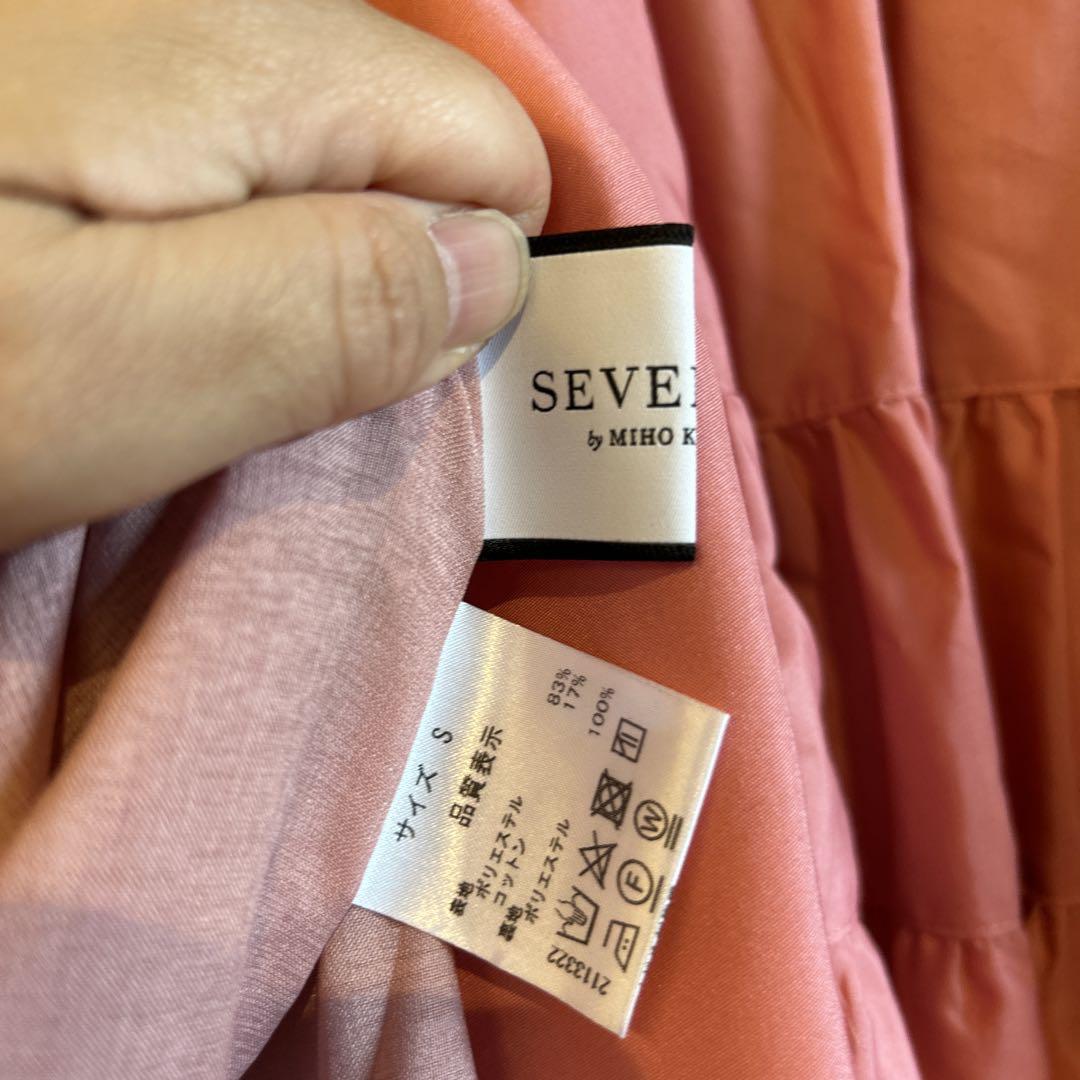 SEVE
by MIHO K
サイズ S
品質表示
表地
ポリエステル 83%
コットン 17%
裏地
ポリエステル 100%
W
F
2113322